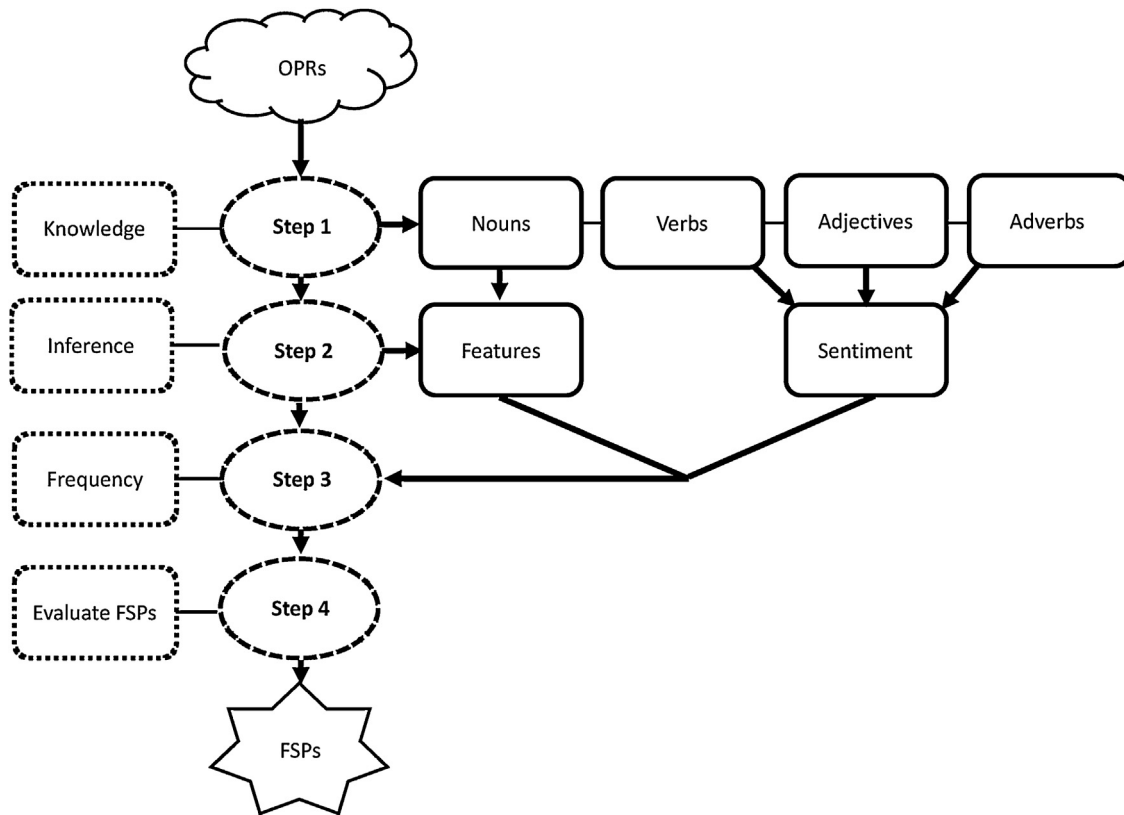 OPRs
Knowledge
Step 1
Nouns
Verbs
Adjectives
Adverbs
Inference
Step 2
Features
Sentiment
Frequency
Step 3
Evaluate FSPs
Step 4
FSPs